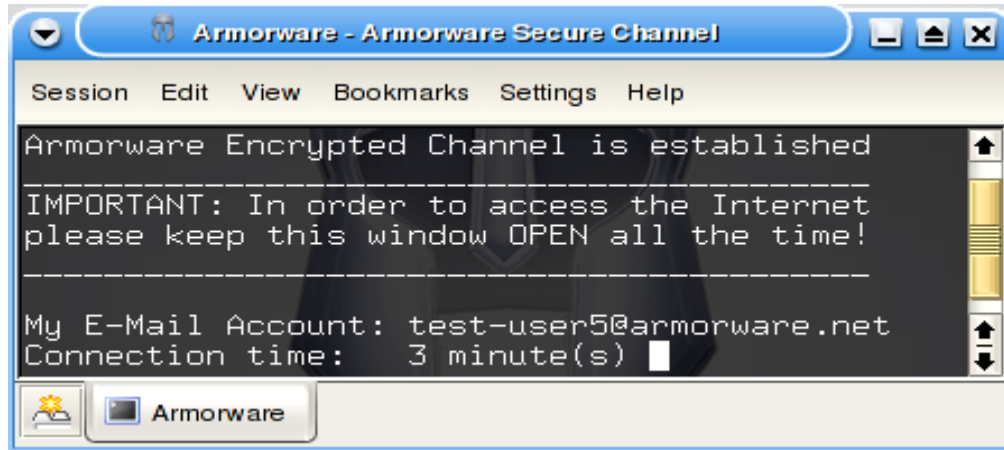 Armorware - Armorware Secure Channel
Session Edit View Bookmarks Settings Help
Armorware Encrypted Channel is established
IMPORTANT: In order to access the Internet
please keep this window OPEN all the time!
My E-Mail Account: test-user5@armorware.net
Connection time: 3 minute(s)
Armorware